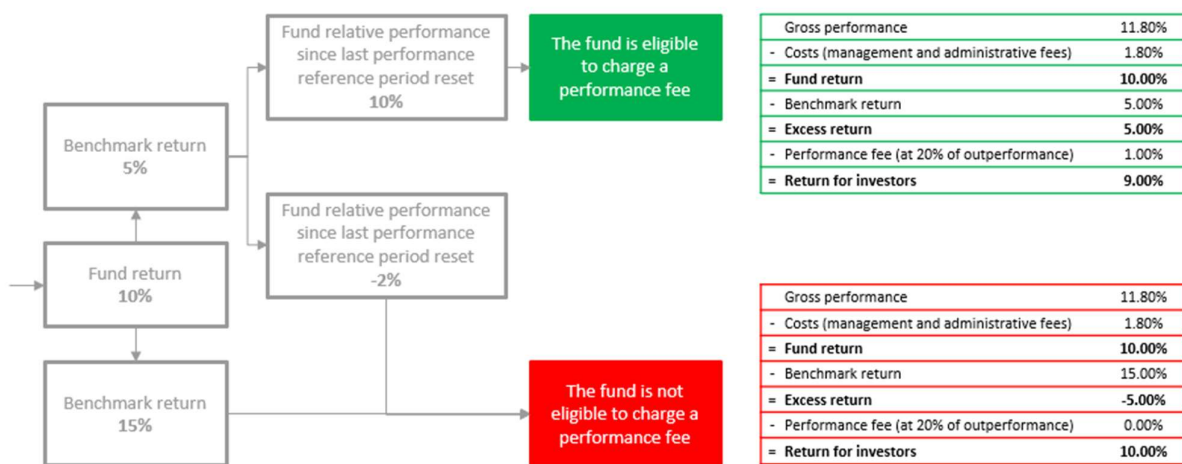 Fund relative performance
since last performance
reference period reset
10%
The fund is eligible
to charge a
performance fee
Benchmark return
5%
Fund relative performance
since last performance
reference period reset
-2%
Fund return
10%
Benchmark return
15%
The fund is not
eligible to charge a
performance fee
Gross performance 11.80%
- Costs (management and administrative fees) 1.80%
= Fund return 10.00%
- Benchmark return 5.00%
= Excess return 5.00%
- Performance fee (at 20% of outperformance) 1.00%
= Return for investors 9.00%
Gross performance 11.80%
- Costs (management and administrative fees) 1.80%
= Fund return 10.00%
- Benchmark return 15.00%
= Excess return -5.00%
- Performance fee (at 20% of outperformance) 0.00%
= Return for investors 10.00%